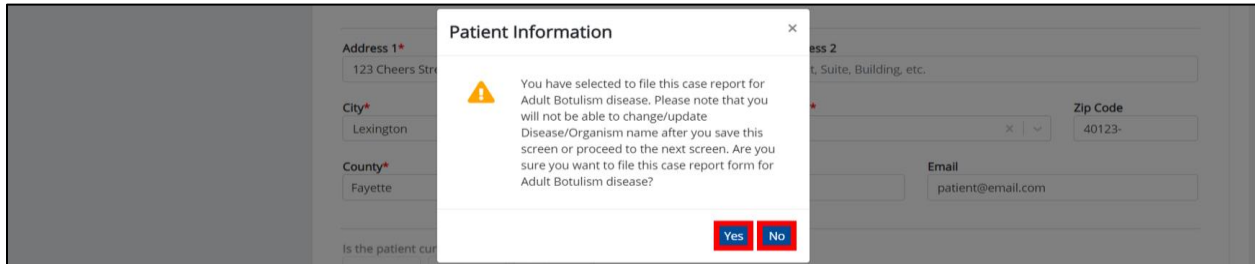 Patient Information ×
Address 1* ess 2
123 Cheers Stre t, Suite, Building, etc.
You have selected to file this case report for
Adult Botulism disease. Please note that you
will not be able to change/update
Disease/Organism name after you save this
screen or proceed to the next screen. Are you
sure you want to file this case report form for
Adult Botulism disease?
City* * Zip Code
Lexington × 40123-
County* Email
Fayette patient@email.com
Yes No
Is the patient cur